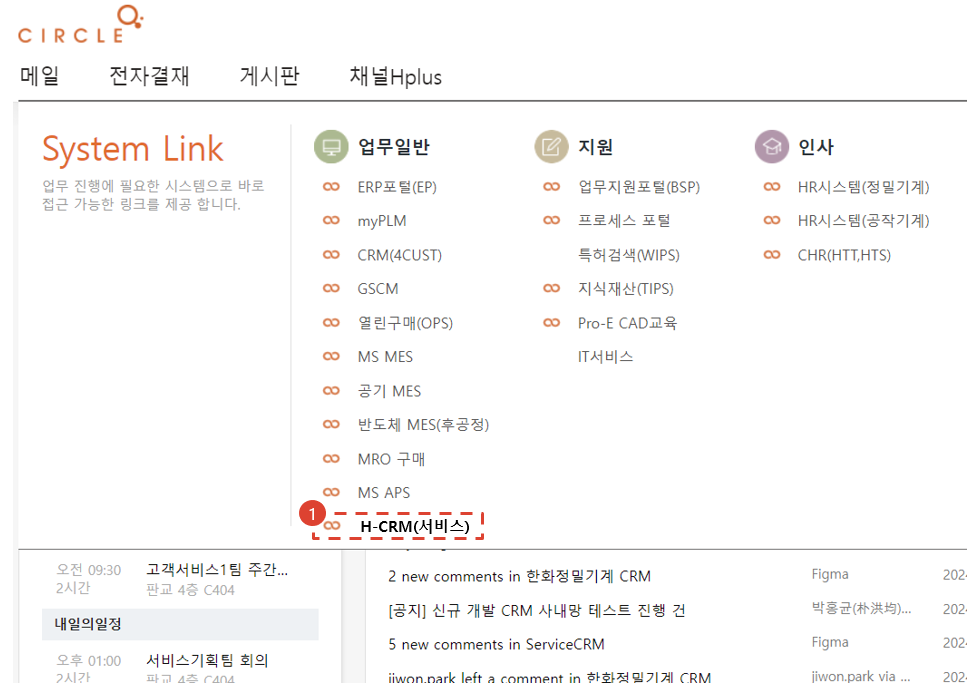 CIRCLE
메일 전자결재 게시판 채널Hplus
System Link
업무 진행에 필요한 시스템으로 바로
접근 가능한 링크를 제공 합니다.
업무일반
ERP포털(EP)
myPLM
CRM(4CUST)
GSCM
열린구매(OPS)
MS MES
공기 MES
반도체 MES(후공정)
MRO 구매
MS APS
1
H-CRM(서비스)
지원
업무지원포털(BSP)
프로세스 포털
특허검색(WIPS)
지식재산(TIPS)
Pro-E CAD교육
IT서비스
인사
HR시스템(정밀기계)
HR시스템(공작기계)
CHR(HTT,HTS)
오전 09:30 고객서비스1팀 주간...
2시간 판교 4층 C404
내일의일정
오후 01:00 서비스기획팀 회의
2시간 판교 4층 C404
2 new comments in 한화정밀기계 CRM Figma 202
[공지] 신규 개발 CRM 사내망 테스트 진행 건 박홍균(朴洪均)... 202
5 new comments in ServiceCRM Figma 202
jiwon.park left a comment in 한화정밀기계 CRM jiwon.park via ... 202